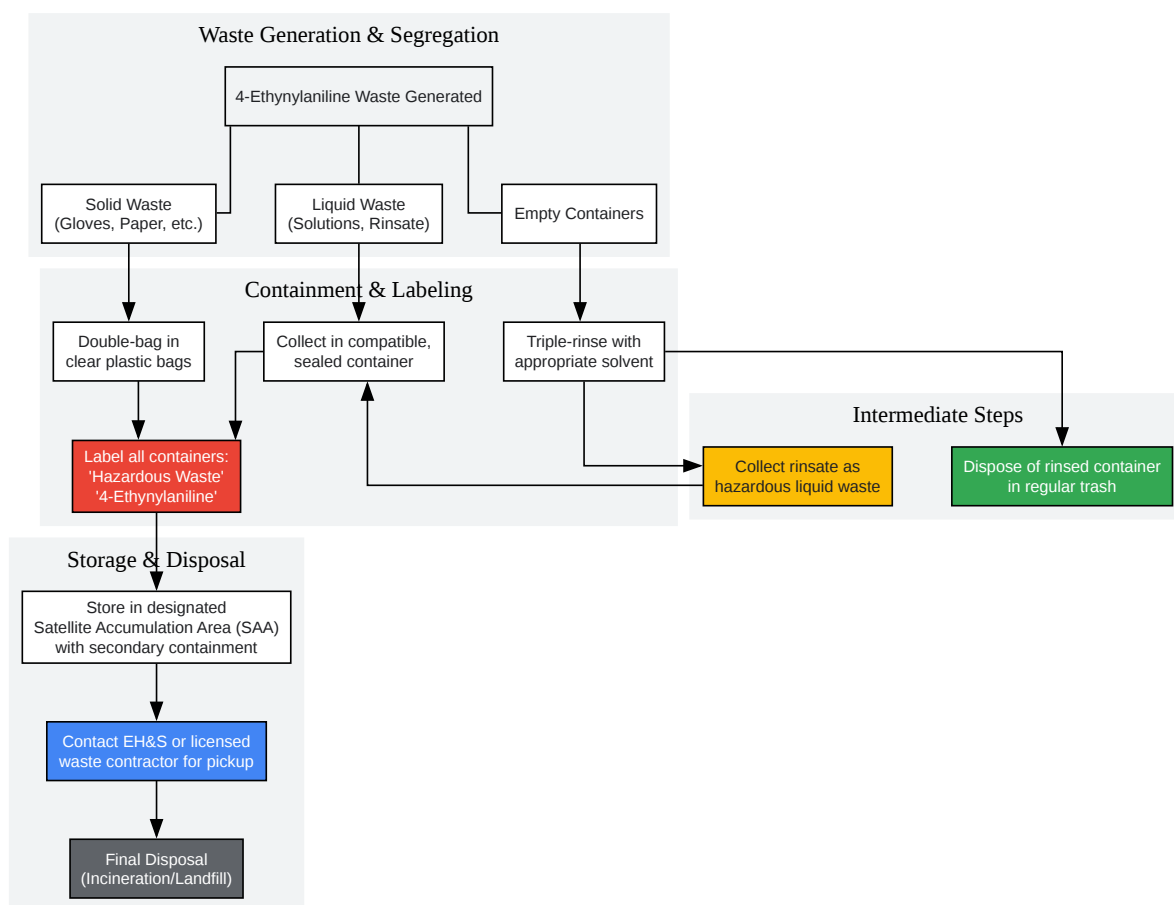 Waste Generation & Segregation
4-Ethynylaniline Waste Generated
Solid Waste
(Gloves, Paper, etc.)
Liquid Waste
(Solutions, Rinsate)
Empty Containers
Containment & Labeling
Double-bag in
clear plastic bags
Collect in compatible,
sealed container
Triple-rinse with
appropriate solvent
Intermediate Steps
Label all containers:
'Hazardous Waste'
'4-Ethynylaniline'
Collect rinsate as
hazardous liquid waste
Dispose of rinsed container
in regular trash
Storage & Disposal
Store in designated
Satellite Accumulation Area (SAA)
with secondary containment
Contact EH&S or licensed
waste contractor for pickup
Final Disposal
(Incineration/Landfill)